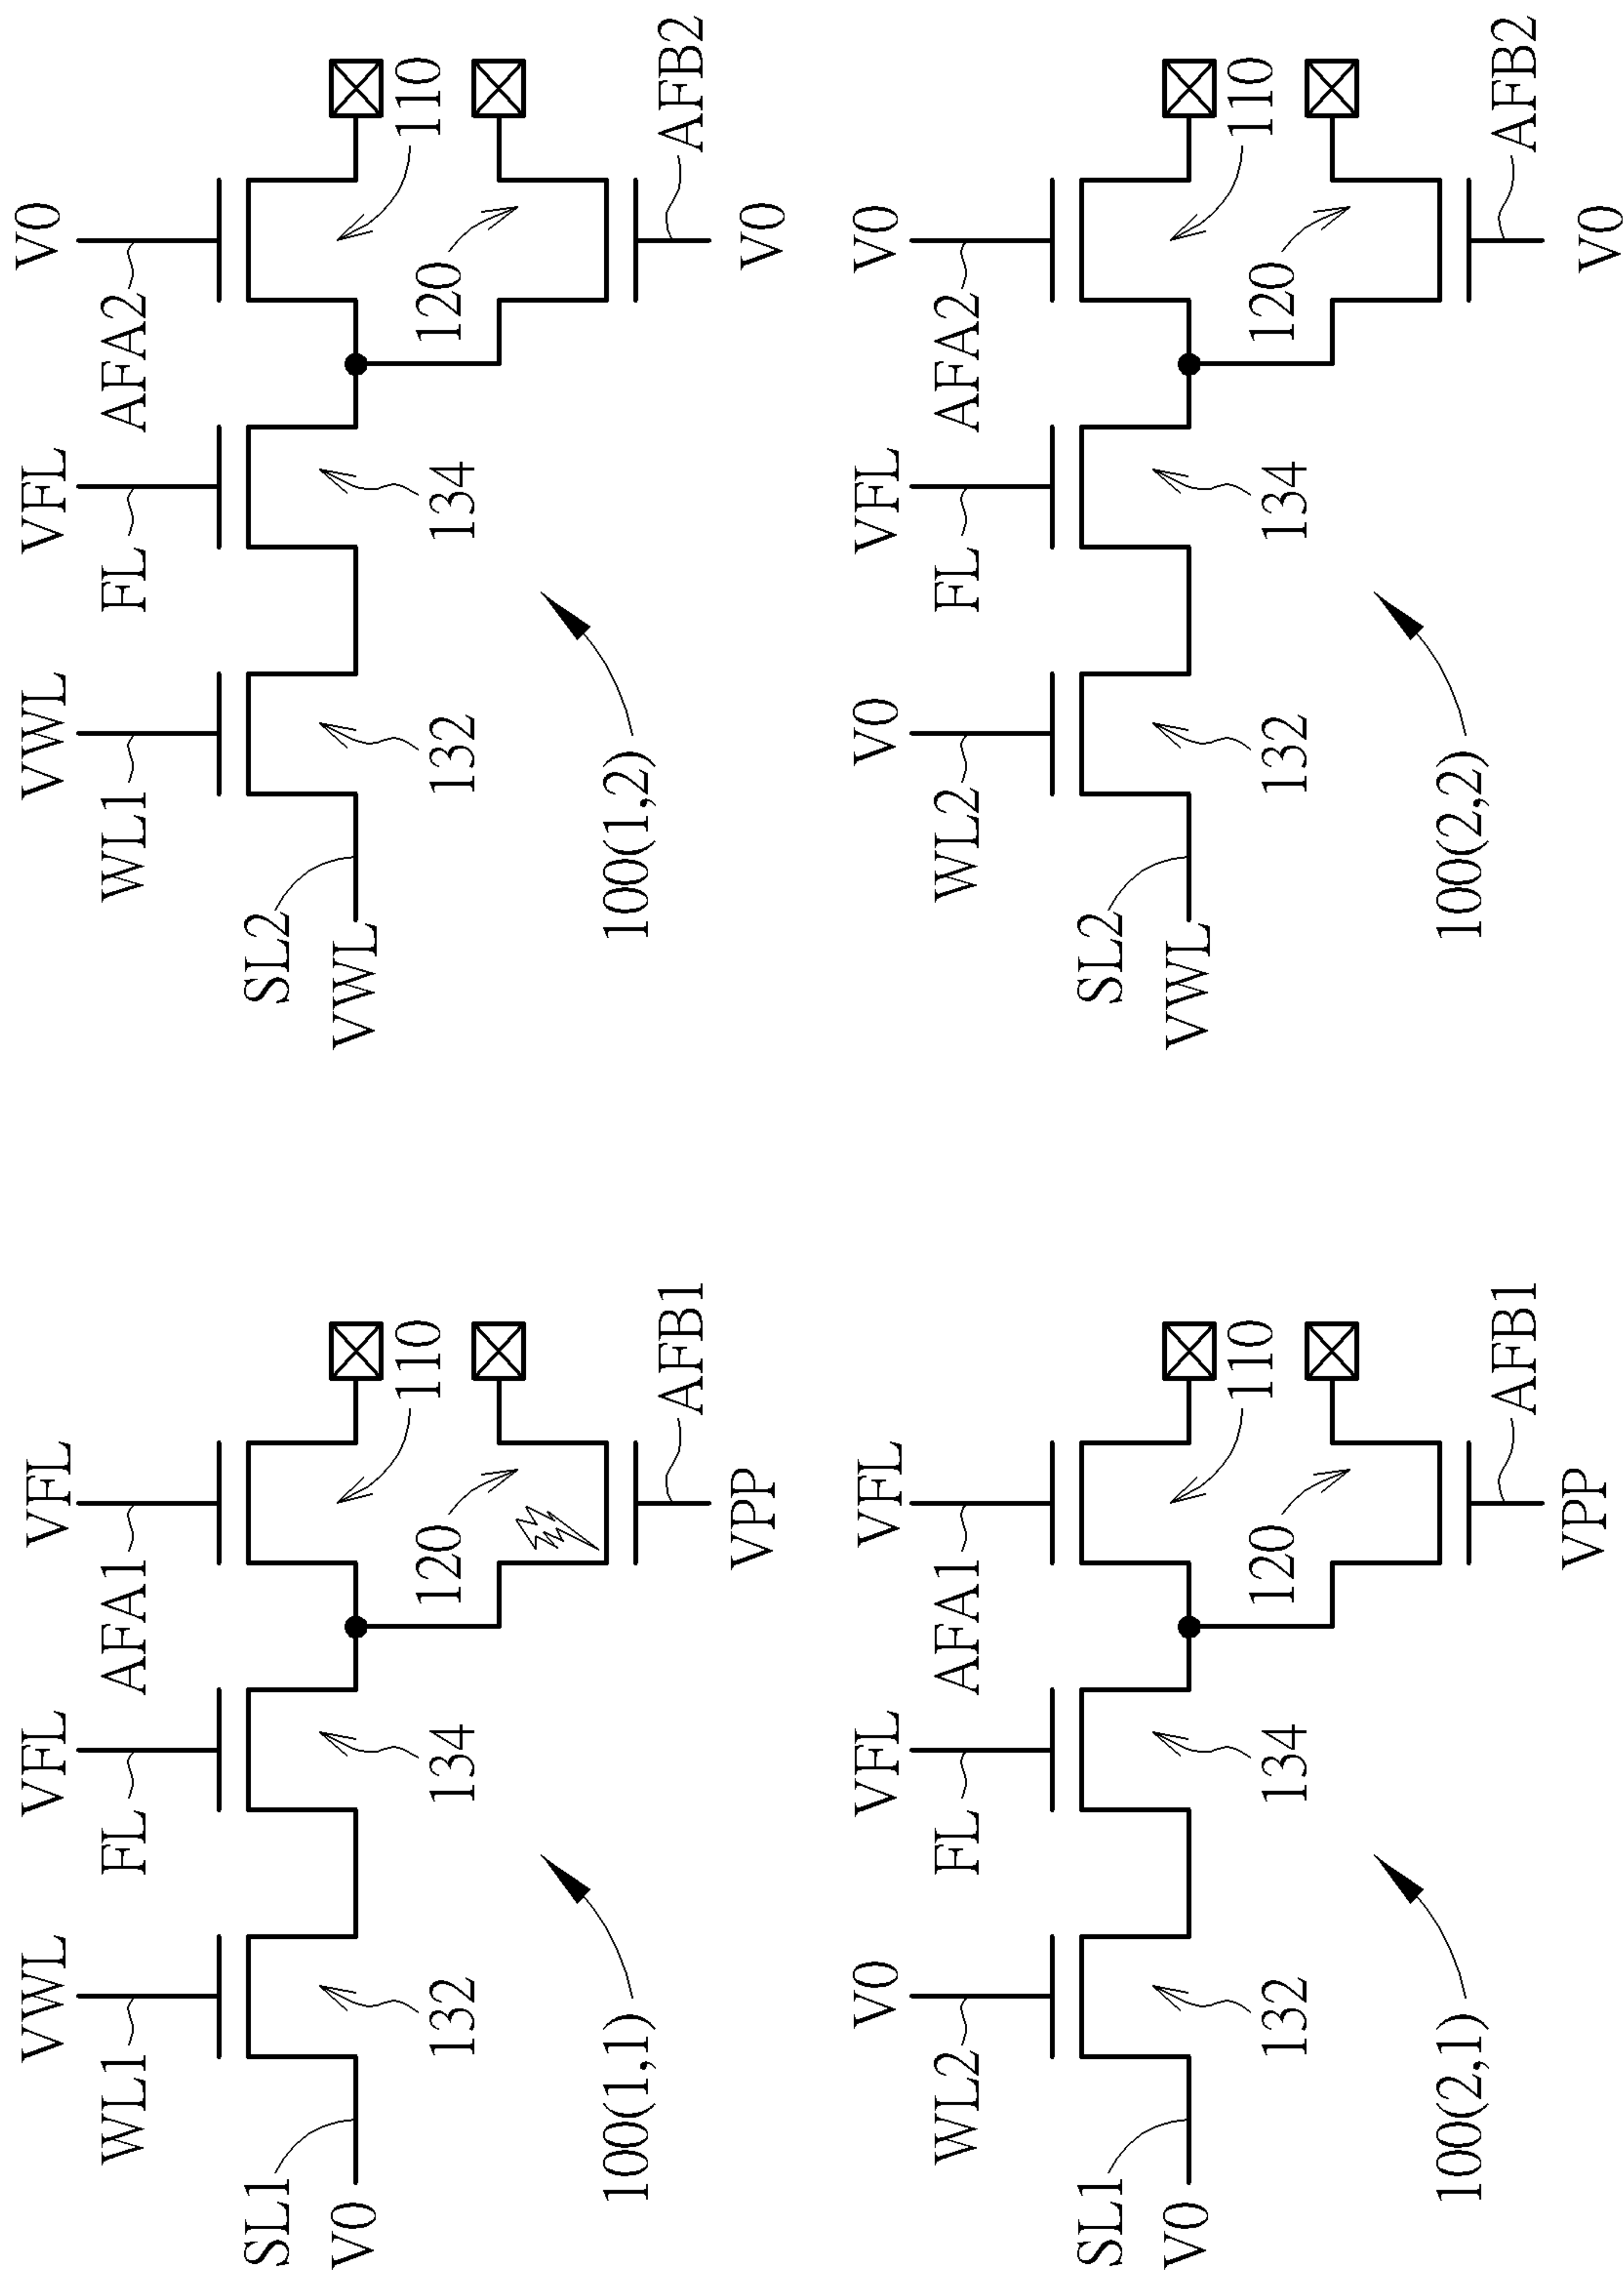 VWL
VFL
VFL
WL1
FL
AFA1
SL1
V0
132
134
110
120
AFB1
VPP
100(1,1)
VWL
VFL
V0
WL1
FL
AFA2
SL2
VWL
132
134
110
120
AFB2
V0
100(1,2)
V0
VFL
VFL
WL2
FL
AFA1
SL1
V0
132
134
110
120
AFB1
VPP
100(2,1)
V0
VFL
V0
WL2
FL
AFA2
SL2
VWL
132
134
110
120
AFB2
V0
100(2,2)